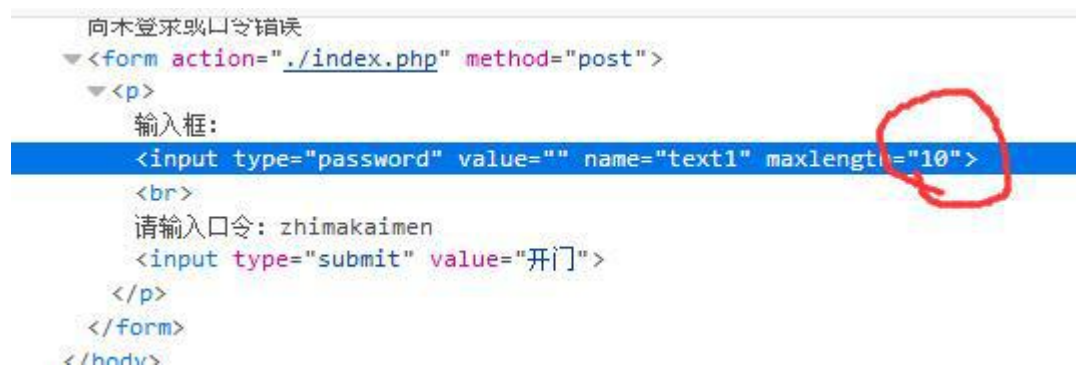 尚未登录或口令错误
<form action="./index.php" method="post">
<p>
输入框:
<input type="password" value="" name="text1" maxlength="10">
<br>
请输入口令: zhimakaimen
<input type="submit" value="开门">
</p>
</form>
</body>